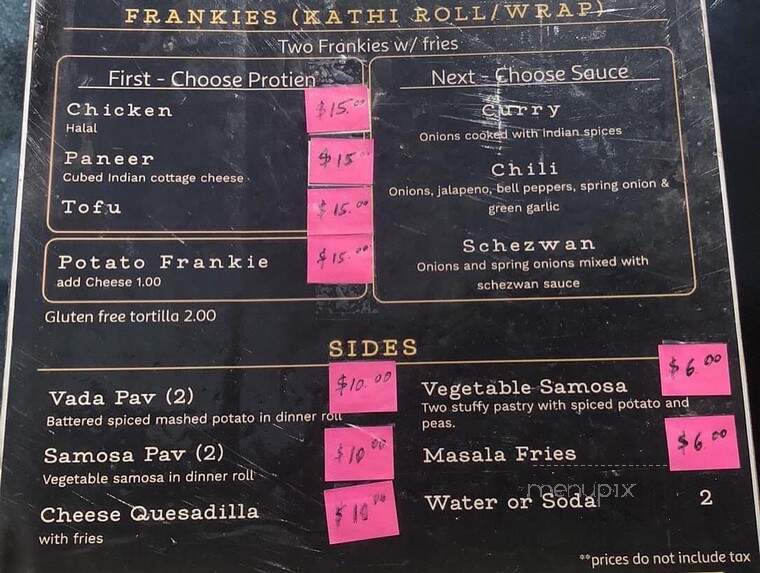 FRANKIES (KATHI ROLL/WRAP)
Two Frankies w/ fries
First - Choose Protien
Chicken $15.00
Halal
Paneer $15.00
Cubed Indian cottage cheese
Tofu $15.00
Potato Frankie $15.00
add Cheese 1.00
Next - Choose Sauce
Curry
Onions cooked with indian spices
Chili
Onions, jalapeno, bell peppers, spring onion &
green garlic
Schezwan
Onions and spring onions mixed with
schezwan sauce
Gluten free tortilla 2.00
SIDES
Vada Pav (2) $10.00
Battered spiced mashed potato in dinner roll
Samosa Pav (2) $10.00
Vegetable samosa in dinner roll
Cheese Quesadilla
with fries
Vegetable Samosa $6.00
Two stuffy pastry with spiced potato and
peas.
Masala Fries $6.00
menupix
Water or Soda 2
**prices do not include tax